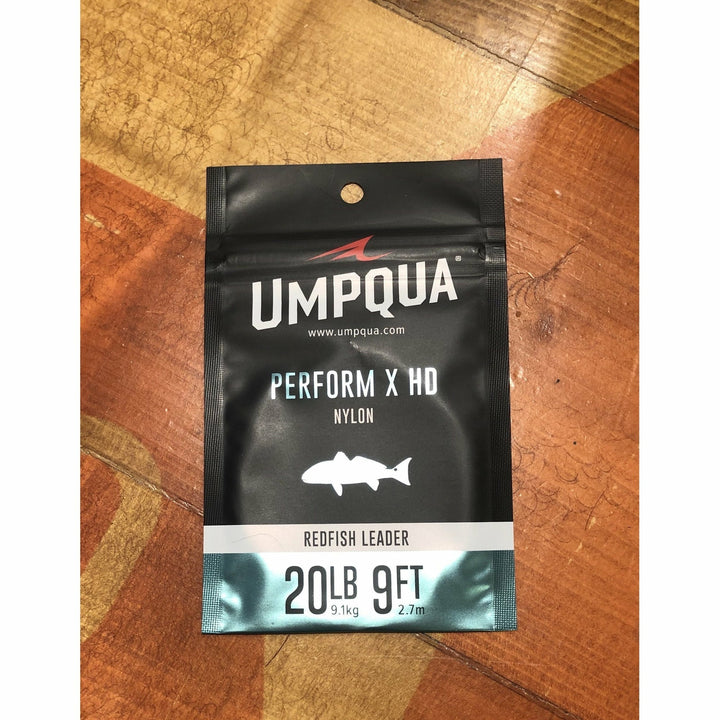 UMPQUA®
www.umpqua.com
PERFORM X HD
NYLON
REDFISH LEADER
20LB 9FT
9.1kg 2.7m